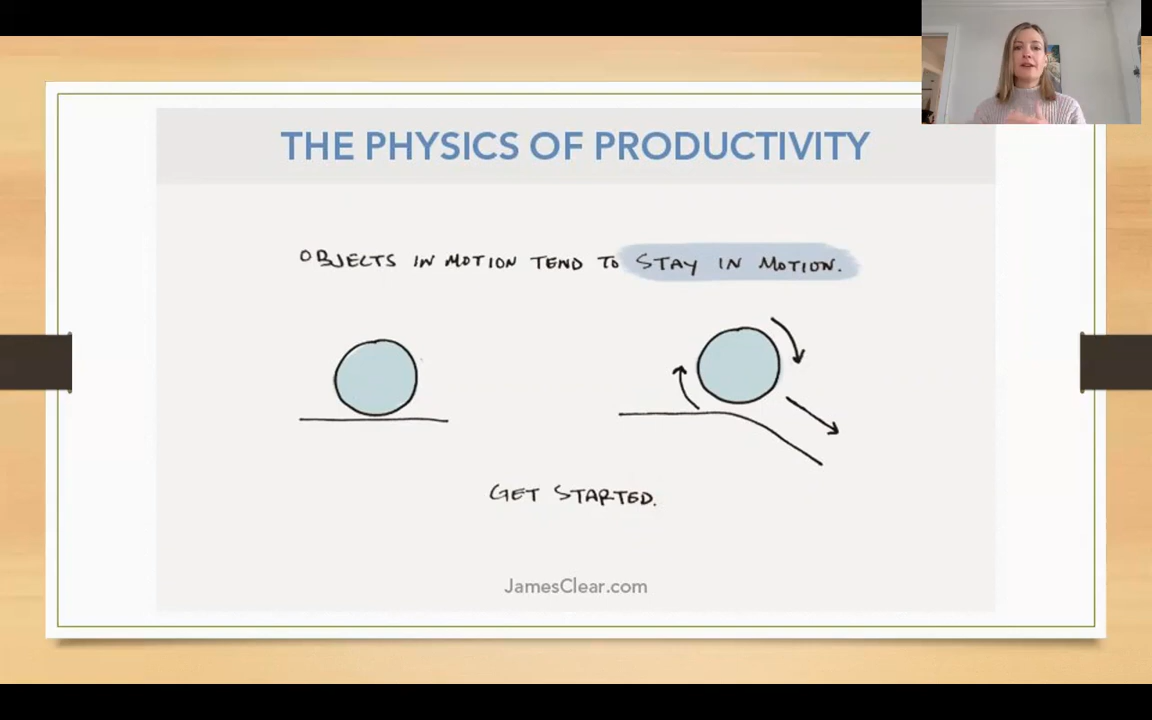 THE PHYSICS OF PRODUCTIVITY
OBJECTS IN MOTION TEND TO STAY IN MOTION.
GET STARTED.
JamesClear.com